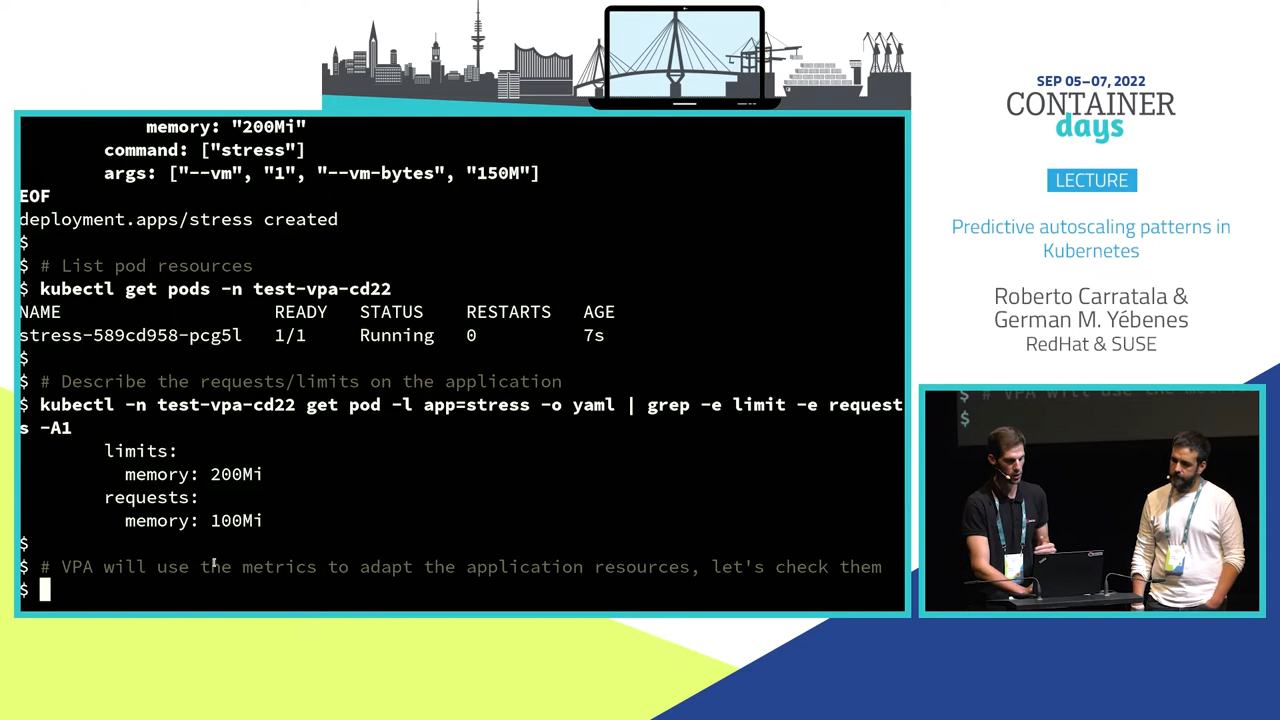 memory: "200Mi"
command: ["stress"]
args: ["--vm", "1", "--vm-bytes", "150M"]
EOF
deployment.apps/stress created
$
$ # List pod resources
$ kubectl get pods -n test-vpa-cd22
NAME READY STATUS RESTARTS AGE
stress-589cd958-pcg5l 1/1 Running 0 7s
$
$ # Describe the requests/limits on the application
$ kubectl -n test-vpa-cd22 get pod -l app=stress -o yaml | grep -e limit -e request
s -A1
limits:
memory: 200Mi
requests:
memory: 100Mi
$
$ # VPA will use the metrics to adapt the application resources, let's check them
$
SEP 05–07, 2022
CONTAINER
days
LECTURE
Predictive autoscaling patterns in
Kubernetes
Roberto Carratala &
German M. Yébenes
RedHat & SUSE
$ # VPA will use the
$